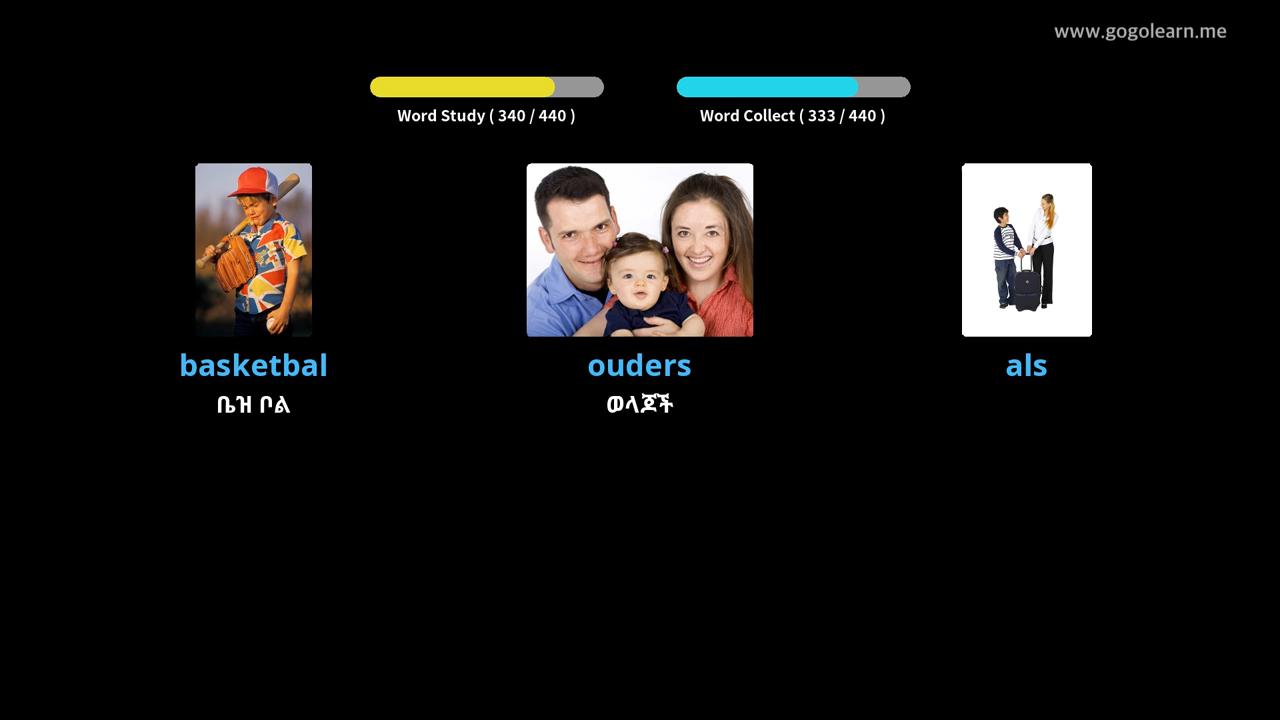 www.gogolearn.me
Word Study ( 340 / 440 )
Word Collect ( 333 / 440 )
basketbal
ouders
als
ቤዝ ቦል
ወላጆች